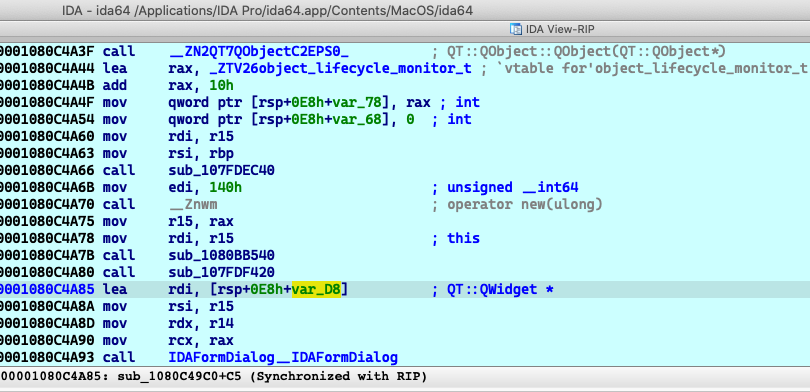 IDA - ida64 /Applications/IDA Pro/ida64.app/Contents/MacOS/ida64
IDA View-RIP
0001080C4A3F call __ZN2QT7QObjectC2EPS0_ ; QT::QObject::QObject(QT::QObject*)
0001080C4A44 lea rax, _ZTV26object_lifecycle_monitor_t ; `vtable for'object_lifecycle_monitor_t
0001080C4A4B add rax, 10h
0001080C4A4F mov qword ptr [rsp+0E8h+var_78], rax ; int
0001080C4A54 mov qword ptr [rsp+0E8h+var_68], 0 ; int
0001080C4A60 mov rdi, r15
0001080C4A63 mov rsi, rbp
0001080C4A66 call sub_107FDEC40
0001080C4A6B mov edi, 140h ; unsigned __int64
0001080C4A70 call __Znwm ; operator new(ulong)
0001080C4A75 mov r15, rax
0001080C4A78 mov rdi, r15 ; this
0001080C4A7B call sub_1080BB540
0001080C4A80 call sub_107FDF420
0001080C4A85 lea rdi, [rsp+0E8h+var_D8] ; QT::QWidget *
0001080C4A8A mov rsi, r15
0001080C4A8D mov rdx, r14
0001080C4A90 mov rcx, rax
0001080C4A93 call IDAFormDialog__IDAFormDialog
00001080C4A85: sub_1080C49C0+C5 (Synchronized with RIP)